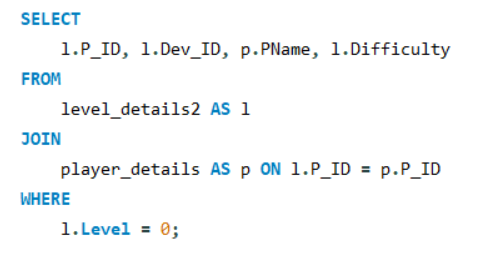 SELECT
l.P_ID, l.Dev_ID, p.PName, l.Difficulty
FROM
level_details2 AS l
JOIN
player_details AS p ON l.P_ID = p.P_ID
WHERE
l.Level = 0;